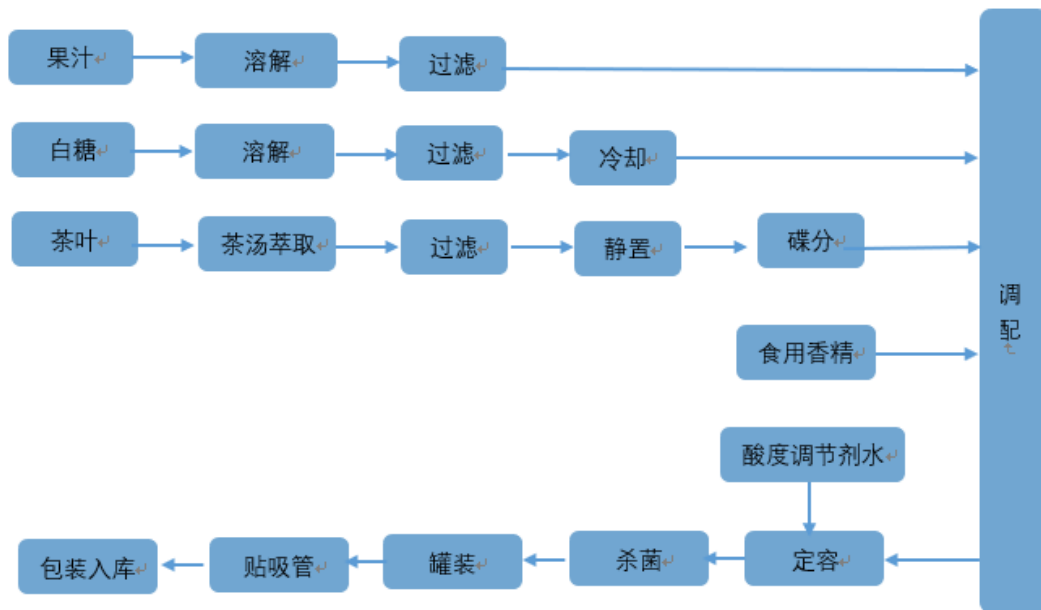 果汁
溶解
过滤
白糖
溶解
过滤
冷却
茶叶
茶汤萃取
过滤
静置
碟分
调
配
食用香精
酸度调节剂水
包装入库
贴吸管
罐装
杀菌
定容